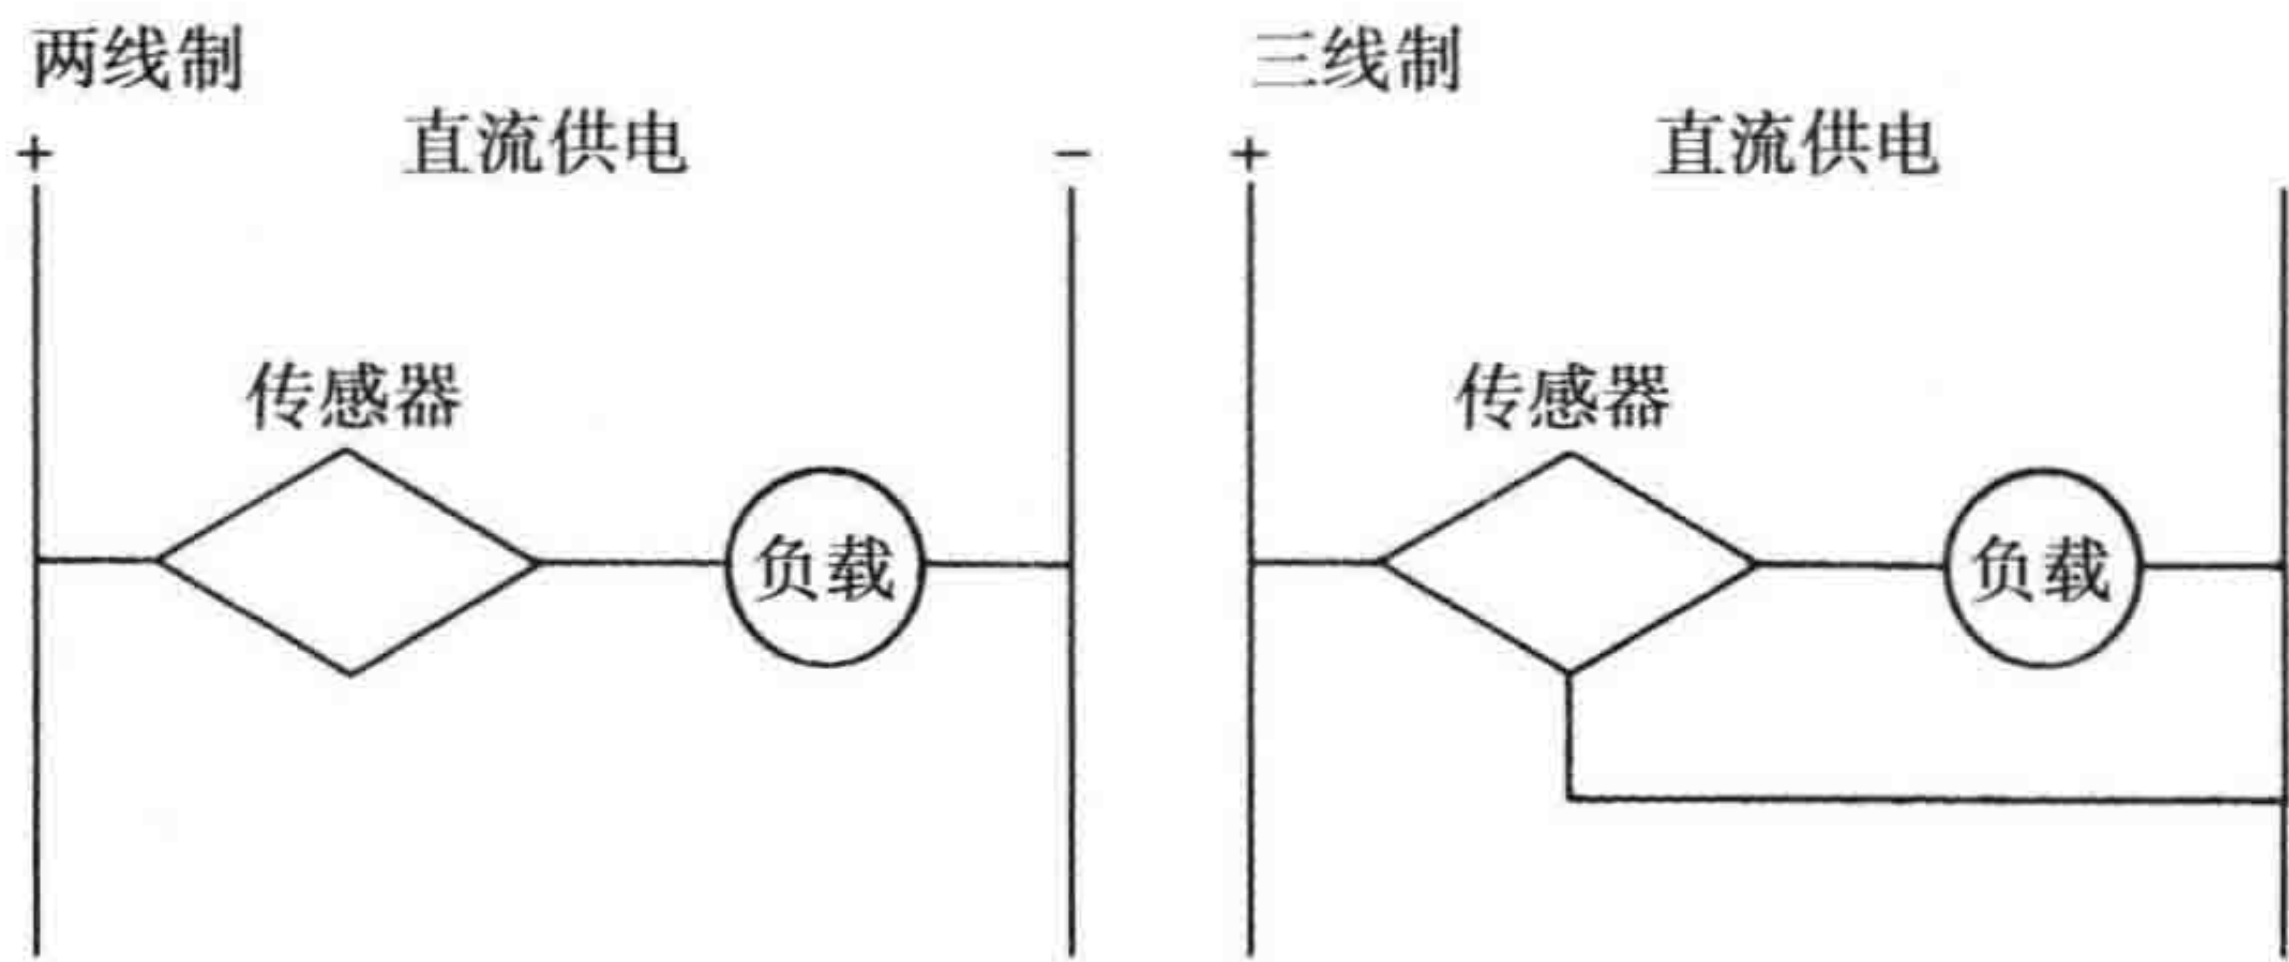 两线制
三线制
直流供电
+
-
直流供电
+
传感器
负载
传感器
负载